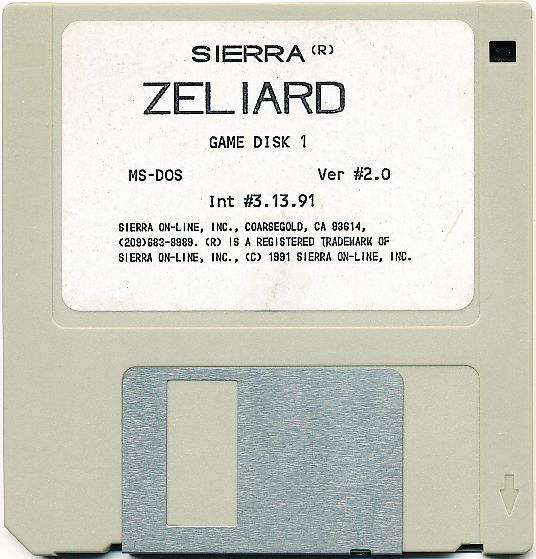 SIERRA (R)
ZELIARD
GAME DISK 1
MS-DOS Ver #2.0
Int #3.13.91
SIERRA ON-LINE, INC., COARSEGOLD, CA 93614,
(209)683-8989. (R) IS A REGISTERED TRADEMARK OF
SIERRA ON-LINE, INC., (C) 1991 SIERRA ON-LINE, INC.